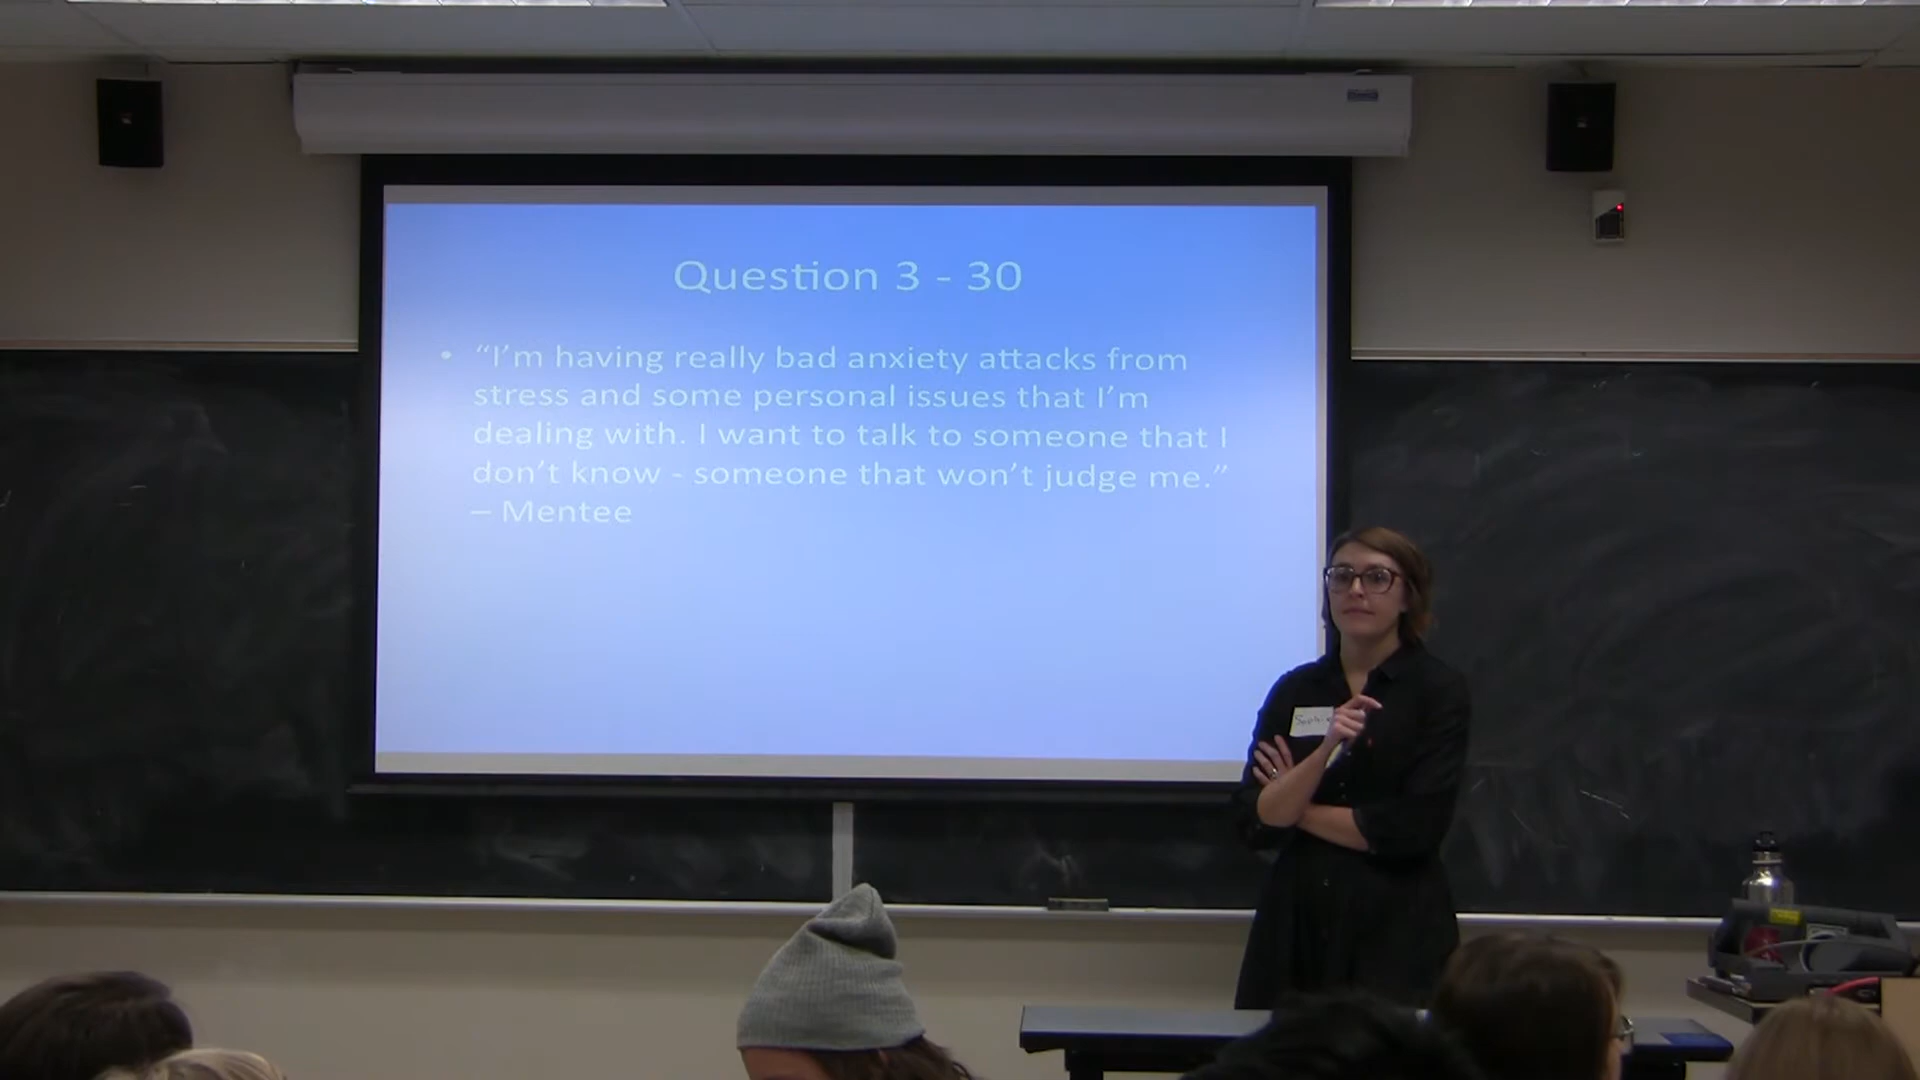 Question 3 - 30
• “I’m having really bad anxiety attacks from
stress and some personal issues that I’m
dealing with. I want to talk to someone that I
don’t know - someone that won’t judge me.”
– Mentee
Sophie